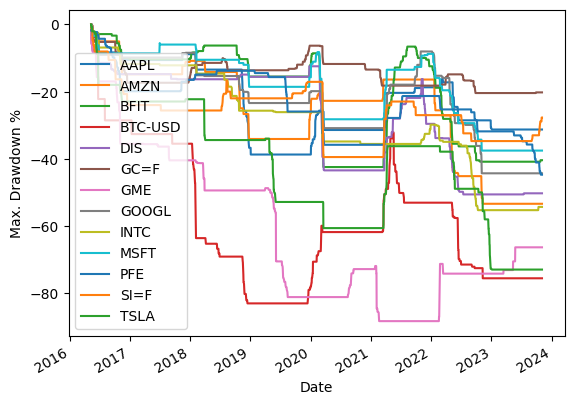 Max. Drawdown %
0
−20
−40
−60
−80
AAPL
AMZN
BFIT
BTC-USD
DIS
GC=F
GME
GOOGL
INTC
MSFT
PFE
SI=F
TSLA
2016
2017
2018
2019
2020
2021
2022
2023
2024
Date